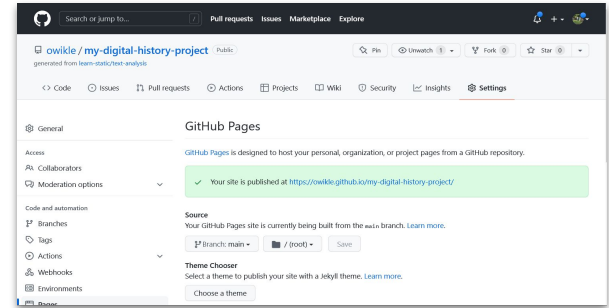 Search or jump to... / Pull requests Issues Marketplace Explore
owikle / my-digital-history-project Public Pin Unwatch 1 Fork 0 Star 0
generated from learn-static/text-analysis
Code Issues Pull requests Actions Projects Wiki Security Insights Settings
General
Access
Collaborators
Moderation options
Code and automation
Branches
Tags
Actions
Webhooks
Environments
Pages
GitHub Pages
GitHub Pages is designed to host your personal, organization, or project pages from a GitHub repository.
Your site is published at https://owikle.github.io/my-digital-history-project/
Source
Your GitHub Pages site is currently being built from the main branch. Learn more.
Branch: main / (root) Save
Theme Chooser
Select a theme to publish your site with a Jekyll theme. Learn more.
Choose a theme